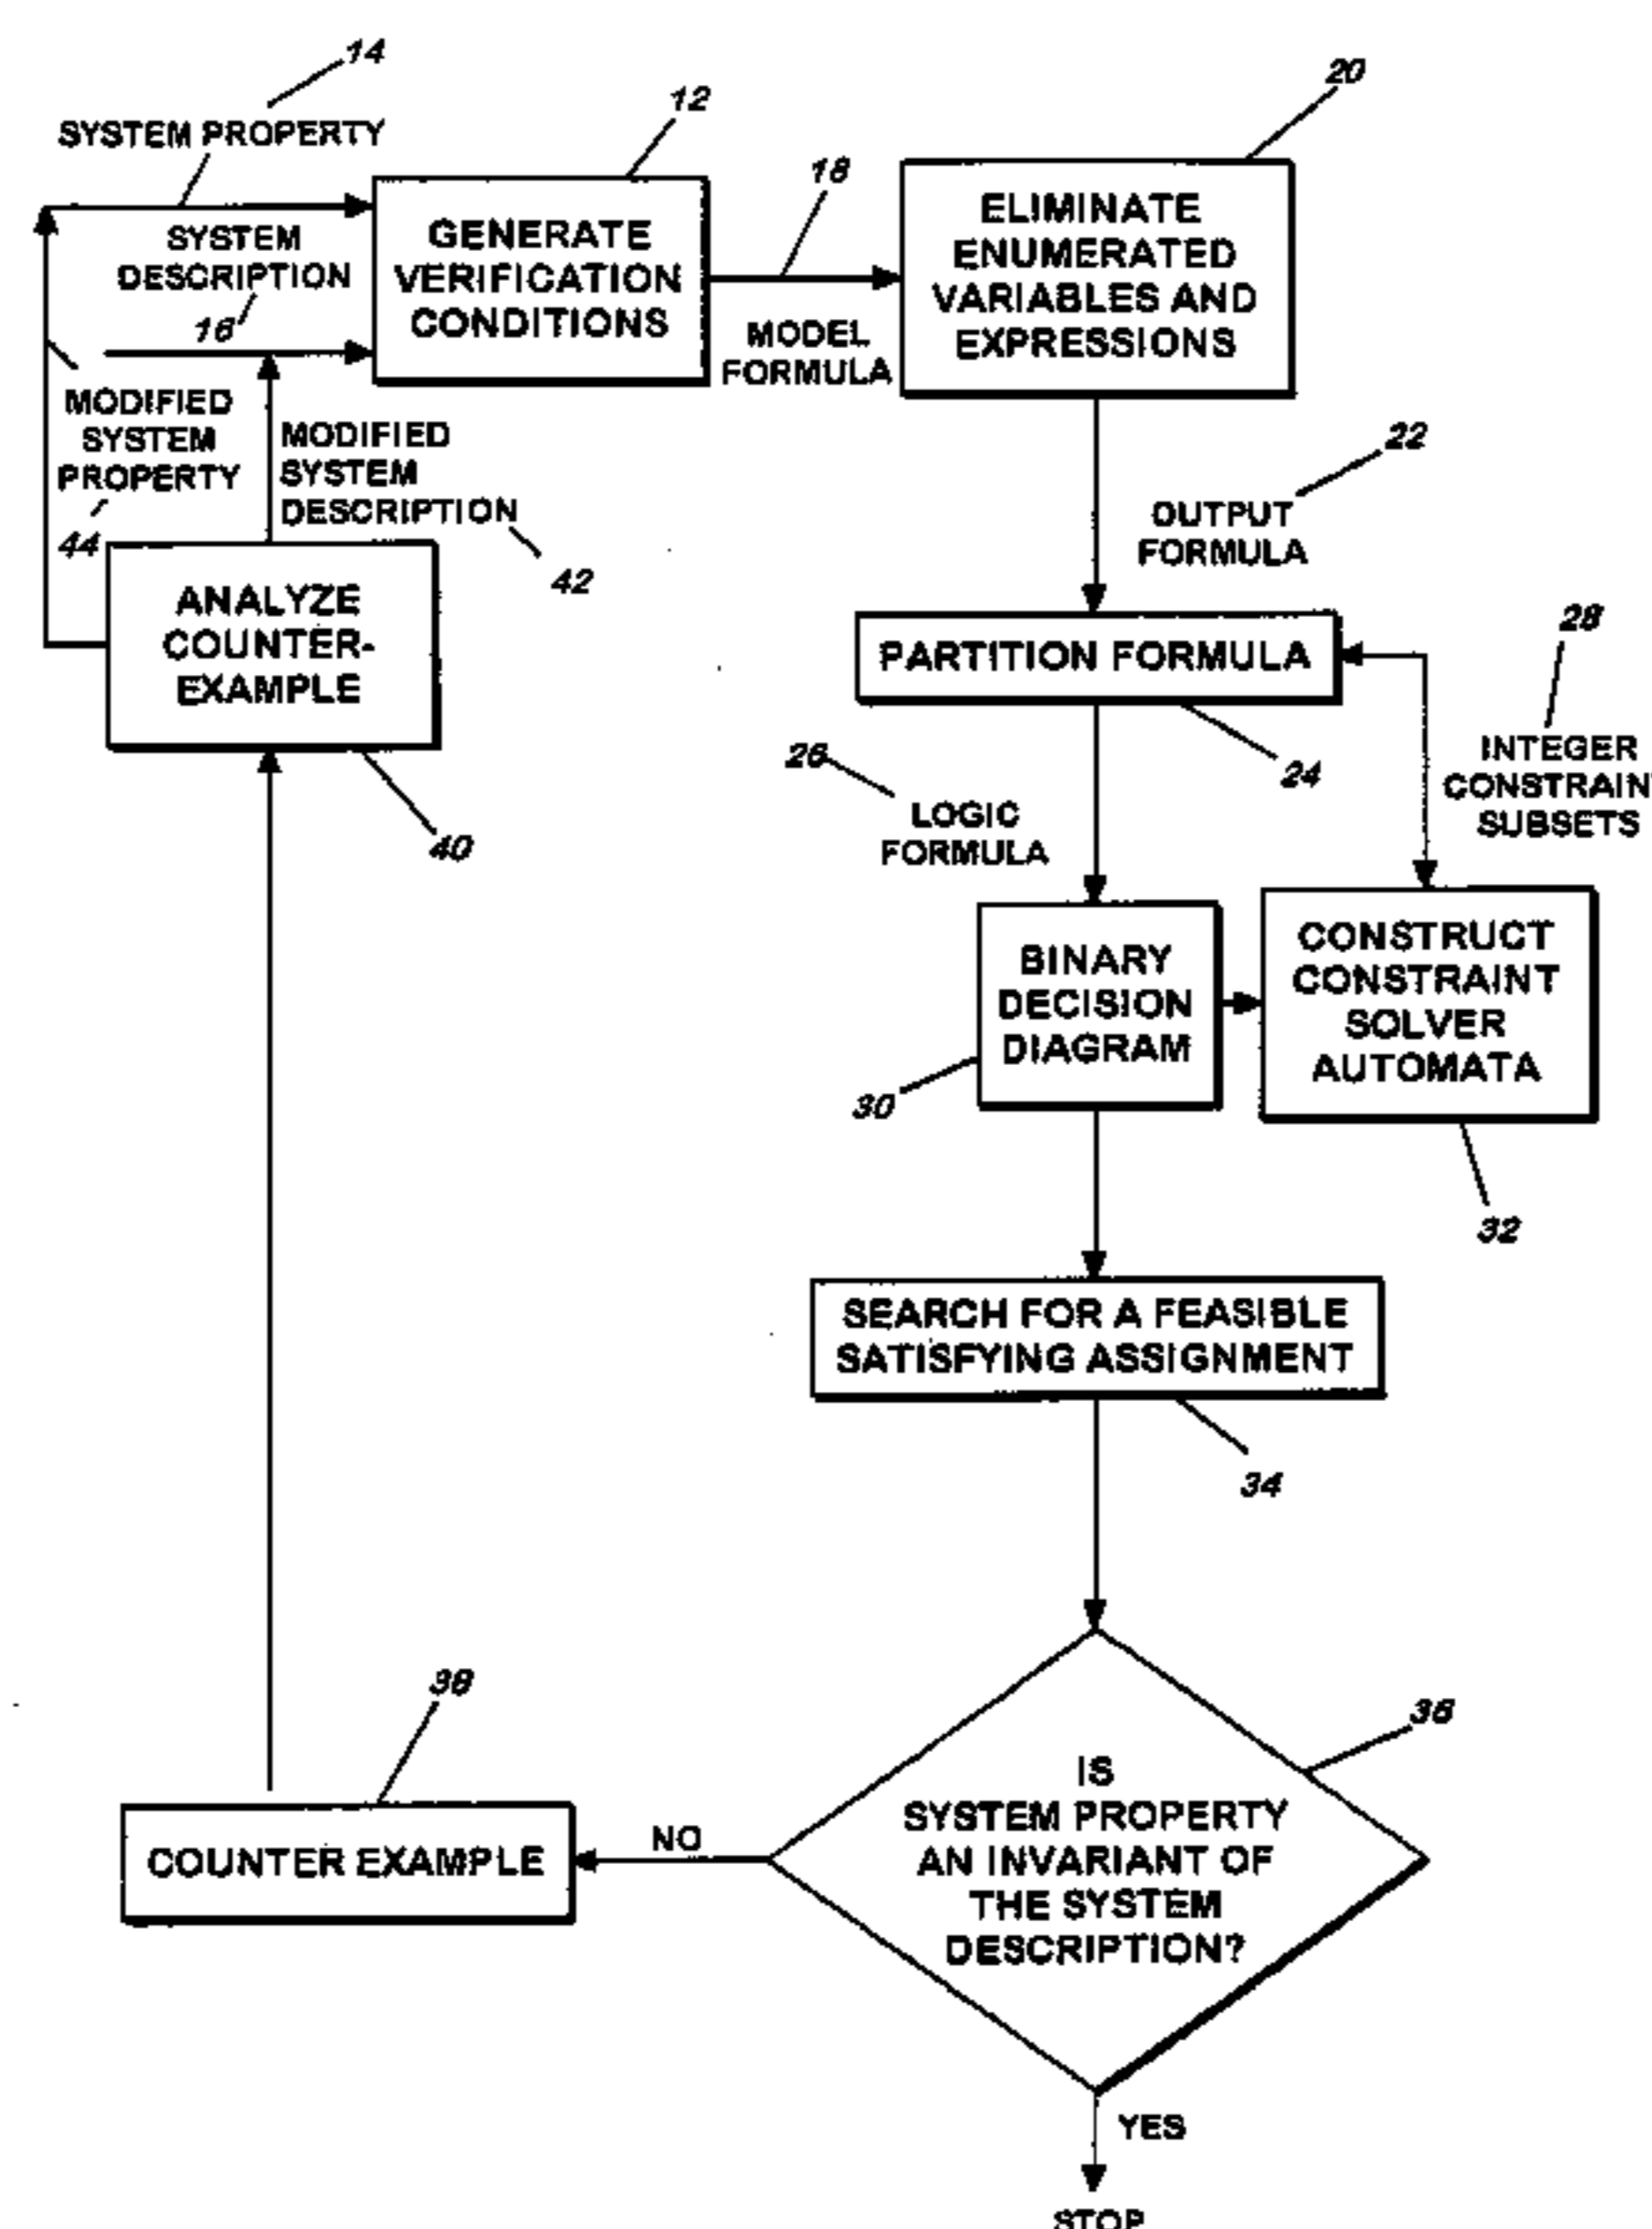 14
SYSTEM PROPERTY
12
20
18
SYSTEM
DESCRIPTION
16
GENERATE
VERIFICATION
CONDITIONS
MODEL
FORMULA
ELIMINATE
ENUMERATED
VARIABLES AND
EXPRESSIONS
MODIFIED
SYSTEM
PROPERTY
44
MODIFIED
SYSTEM
DESCRIPTION
42
22
OUTPUT
FORMULA
ANALYZE
COUNTER-
EXAMPLE
40
PARTITION FORMULA
24
28
INTEGER
CONSTRAIN
SUBSETS
26
LOGIC
FORMULA
BINARY
DECISION
DIAGRAM
30
CONSTRUCT
CONSTRAINT
SOLVER
AUTOMATA
32
SEARCH FOR A FEASIBLE
SATISFYING ASSIGNMENT
34
38
36
IS
SYSTEM PROPERTY
AN INVARIANT OF
THE SYSTEM
DESCRIPTION?
NO
COUNTER EXAMPLE
YES
STOP